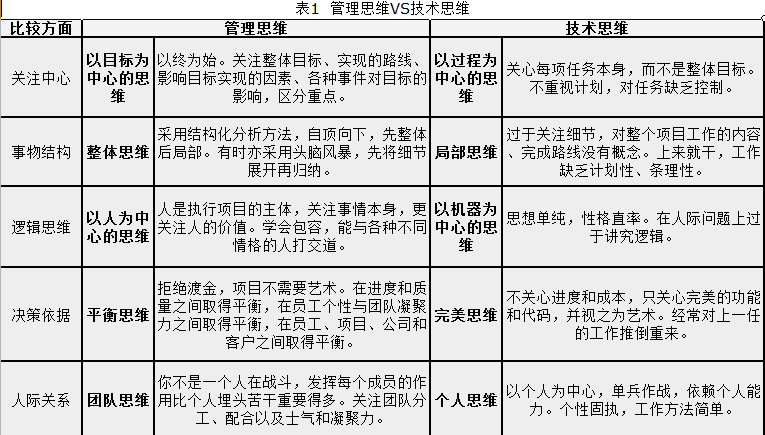 表1 管理思维VS技术思维
比较方面 管理思维 技术思维
关注中心
以目标为
中心的思
维
以终为始。关注整体目标、实现的路线、
影响目标实现的因素、各种事件对目标的
影响，区分重点。
以过程为
中心的思
维
关心每项任务本身，而不是整体目标。
不重视计划，对任务缺乏控制。
事物结构
整体思维
采用结构化分析方法，自顶向下，先整体
后局部。有时亦采用头脑风暴，先将细节
展开再归纳。
局部思维
过于关注细节，对整个项目工作的内容
、完成路线没有概念。上来就干，工作
缺乏计划性、条理性。
逻辑思维
以人为中
心的思维
人是执行项目的主体，关注事情本身，更
关注人的价值。学会包容，能与各种不同
情格的人打交道。
以机器为
中心的思
维
思想单纯，性格直率。在人际问题上过
于讲究逻辑。
决策依据
平衡思维
拒绝渡金，项目不需要艺术。在进度和质
量之间取得平衡，在员工个性与团队凝聚
力之间取得平衡，在员工、项目、公司和
客户之间取得平衡。
完美思维
不关心进度和成本，只关心完美的功能
和代码，并视之为艺术。经常对上一任
的工作推倒重来。
人际关系
团队思维
你不是一个人在战斗，发挥每个成员的作
用比个人埋头苦干重要得多。关注团队分
工、配合以及士气和凝聚力。
个人思维
以个人为中心，单兵作战，依赖个人能
力。个性固执，工作方法简单。